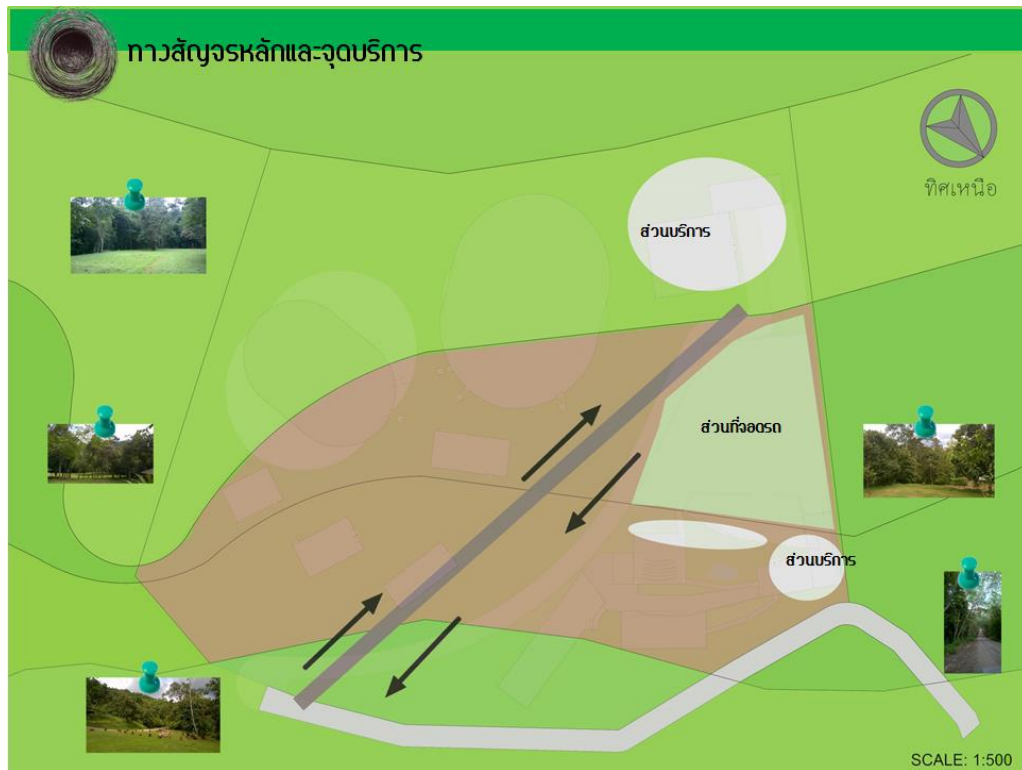 ทางสัญจรหลักและจุดบริการ
ทิศเหนือ
ส่วนบริการ
ส่วนที่จอดรถ
ส่วนบริการ
SCALE: 1:500